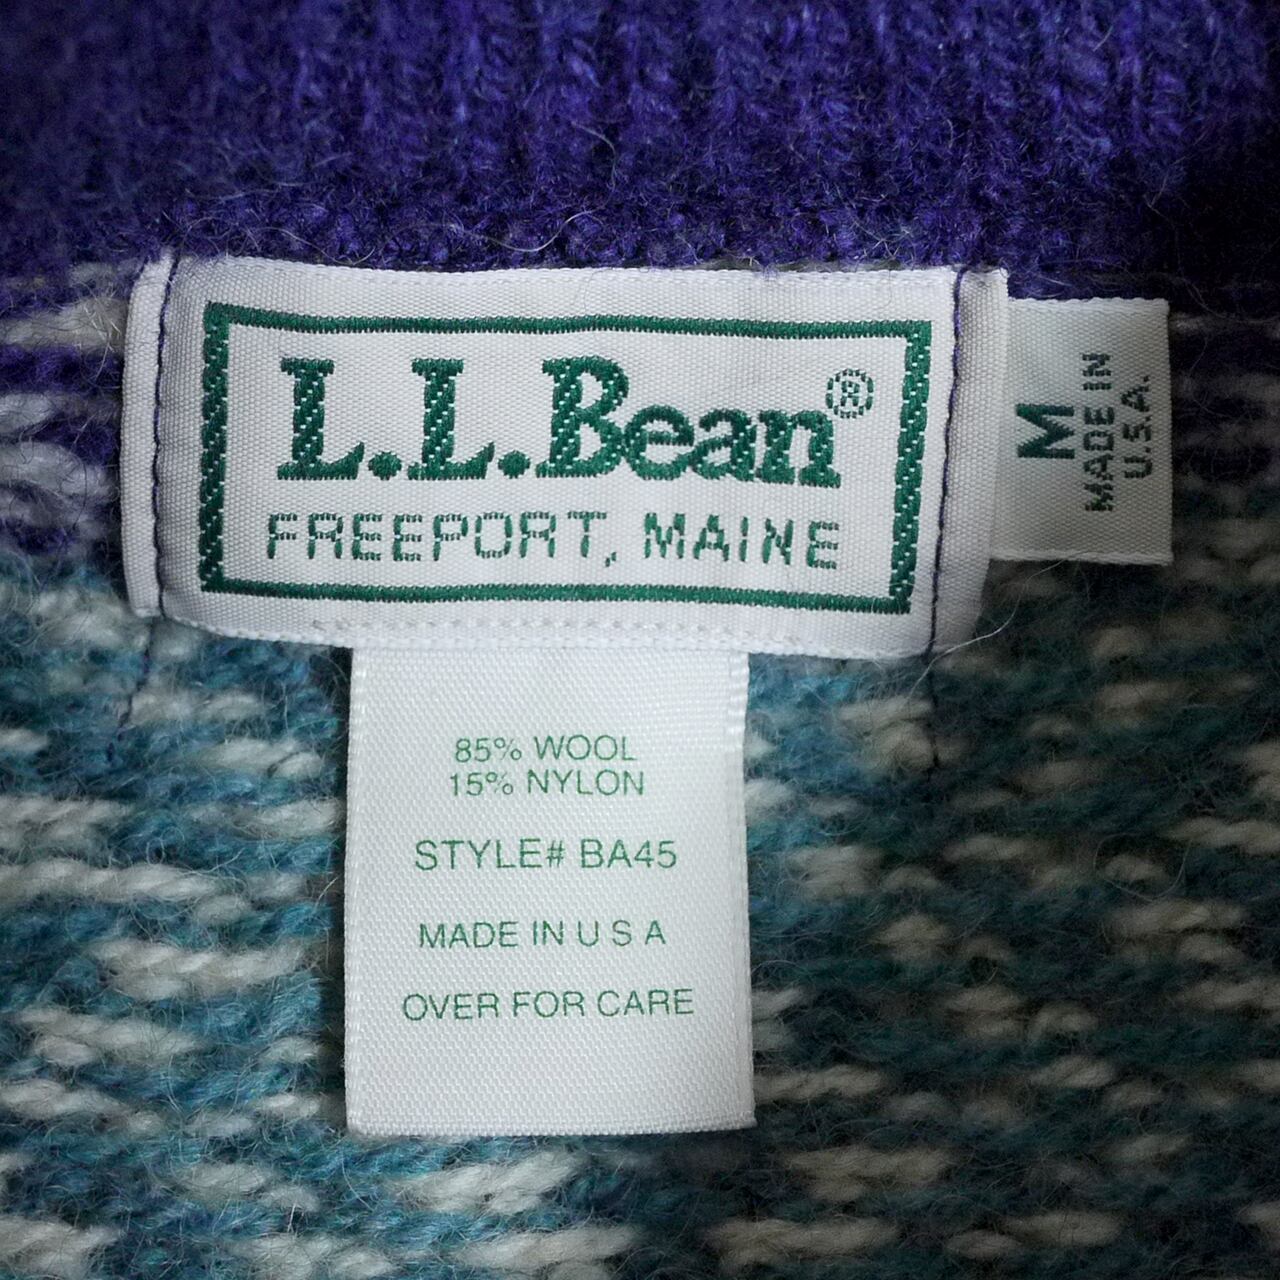 L.L.Bean®
FREEPORT, MAINE
M
MADE IN
U.S.A.
85% WOOL
15% NYLON
STYLE# BA45
MADE IN U S A
OVER FOR CARE